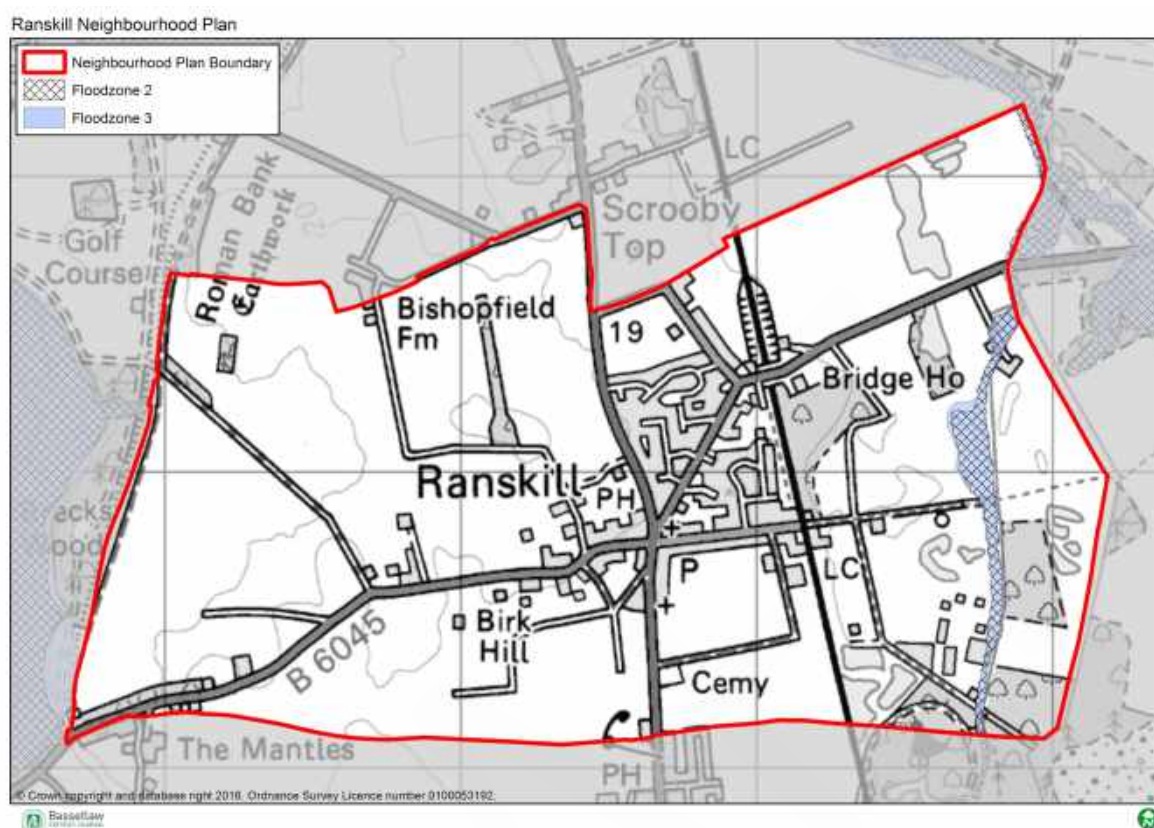 Ranskill Neighbourhood Plan
Neighbourhood Plan Boundary
Floodzone 2
Floodzone 3
LC
Golf
Course
Roman Bank
Earthwork
Scrooby
Top
Bishopfield
Fm
19
Bridge Ho
Ranskill
PH
P
LC
B 6045
Birk
Hill
Cemy
The Mantles
PH
© Crown copyright and database right 2016. Ordnance Survey Licence number 0100053192.
Bassetlaw